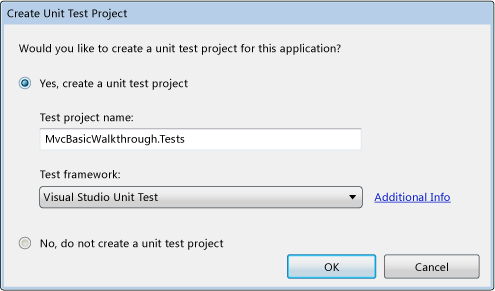 Create Unit Test Project
Would you like to create a unit test project for this application?
Yes, create a unit test project
Test project name:
MvcBasicWalkthrough.Tests
Test framework:
Visual Studio Unit Test
Additional Info
No, do not create a unit test project
OK
Cancel